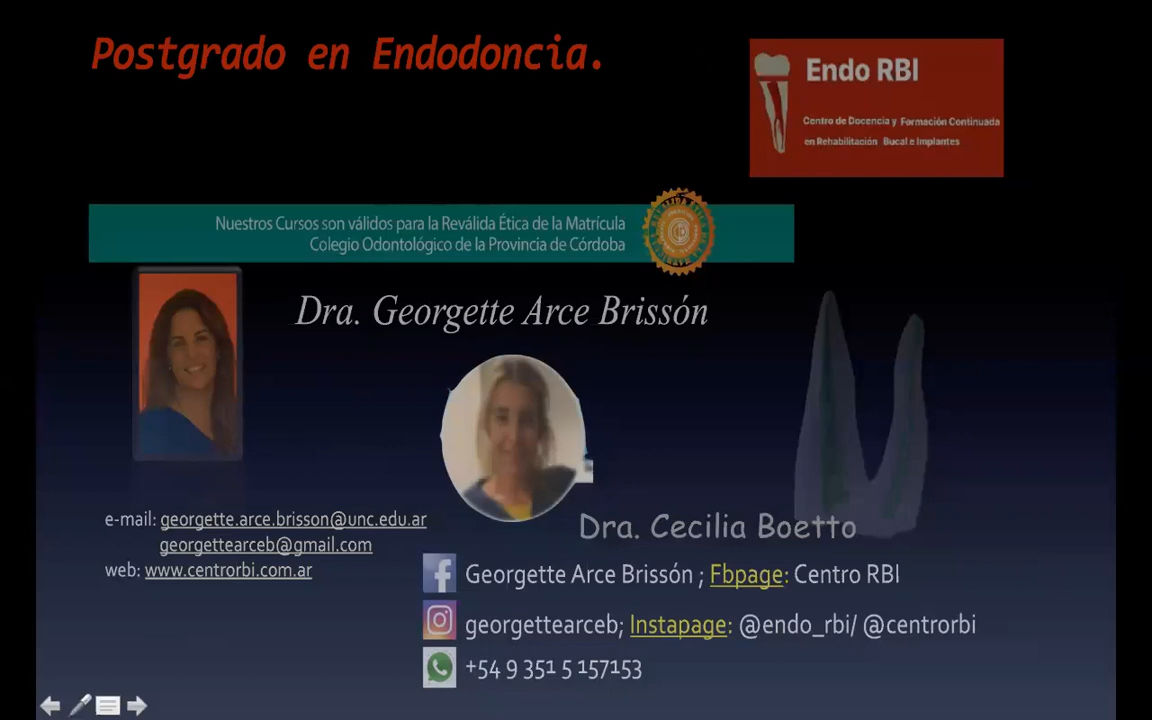 Postgrado en Endodoncia.
Endo RBI
Centro de Docencia y Formación Continuada
en Rehabilitación Bucal e Implantes
Nuestros Cursos son válidos para la Reválida Ética de la Matrícula
Colegio Odontológico de la Provincia de Córdoba
Dra. Georgette Arce Brissón
Dra. Cecilia Boetto
e-mail: georgette.arce.brisson@unc.edu.ar
georgettearceb@gmail.com
web: www.centrorbi.com.ar
Georgette Arce Brissón ; Fbpage: Centro RBI
georgettearceb; Instapage: @endo_rbi/ @centrorbi
+54 9 351 5 157153